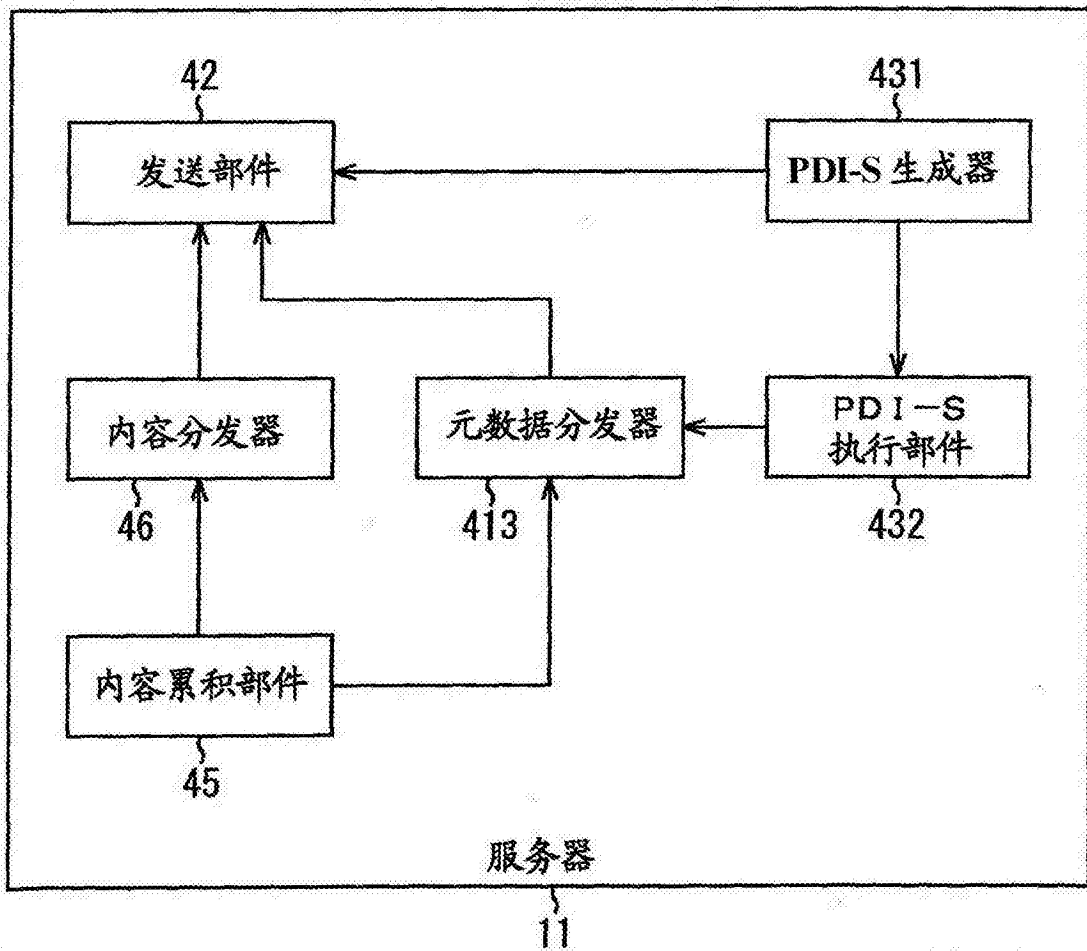 42
发送部件
431
PDI-S 生成器
内容分发器
46
元数据分发器
413
PDI-S
执行部件
432
内容累积部件
45
服务器
11